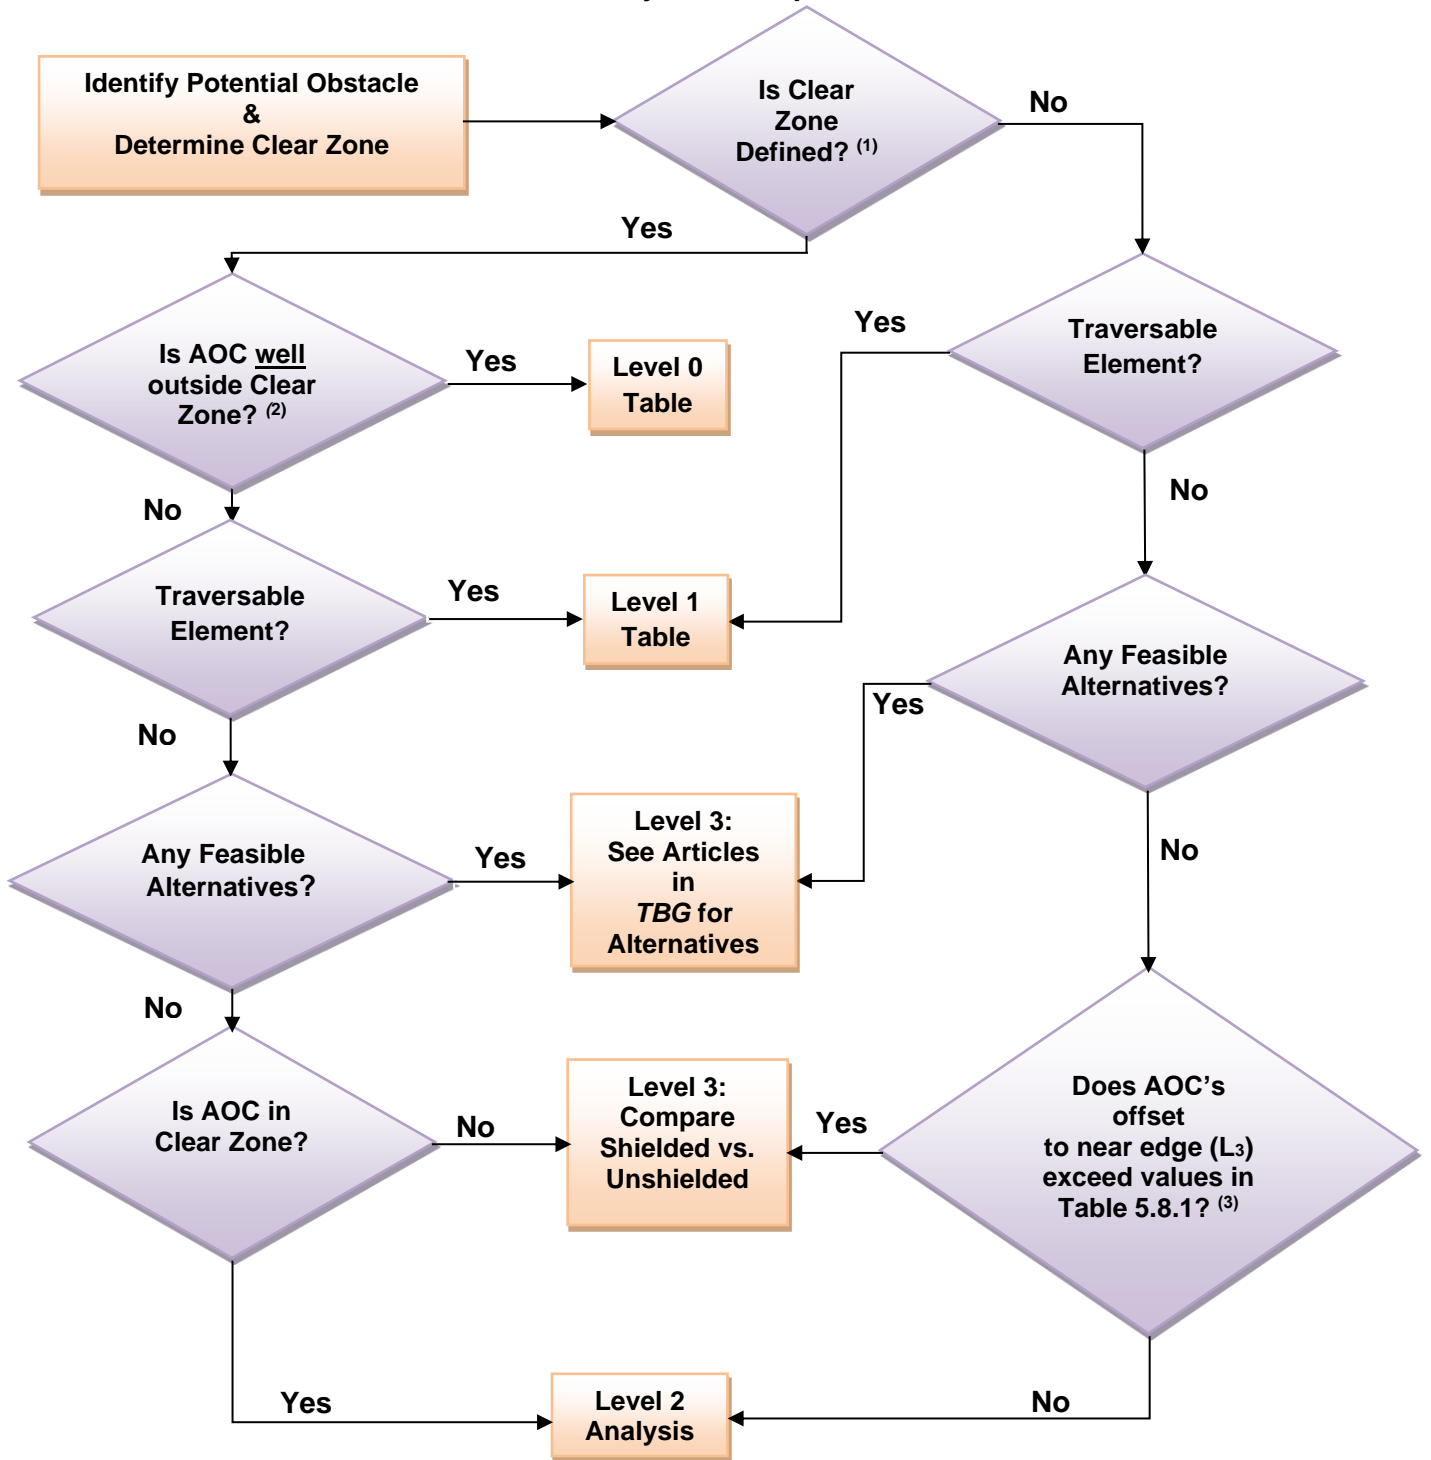 Identify Potential Obstacle
&
Determine Clear Zone
Is Clear
Zone
Defined? (1)
No
Yes
Is AOC well
outside Clear
Zone? (2)
Yes
Level 0
Table
Yes
Traversable
Element?
No
No
Traversable
Element?
Yes
Level 1
Table
Any Feasible
Alternatives?
Yes
No
Any Feasible
Alternatives?
Yes
Level 3:
See Articles
in
TBG for
Alternatives
No
No
Is AOC in
Clear Zone?
No
Level 3:
Compare
Shielded vs.
Unshielded
Yes
Does AOC’s
offset
to near edge (L3)
exceed values in
Table 5.8.1? (3)
Yes
Level 2
Analysis
No